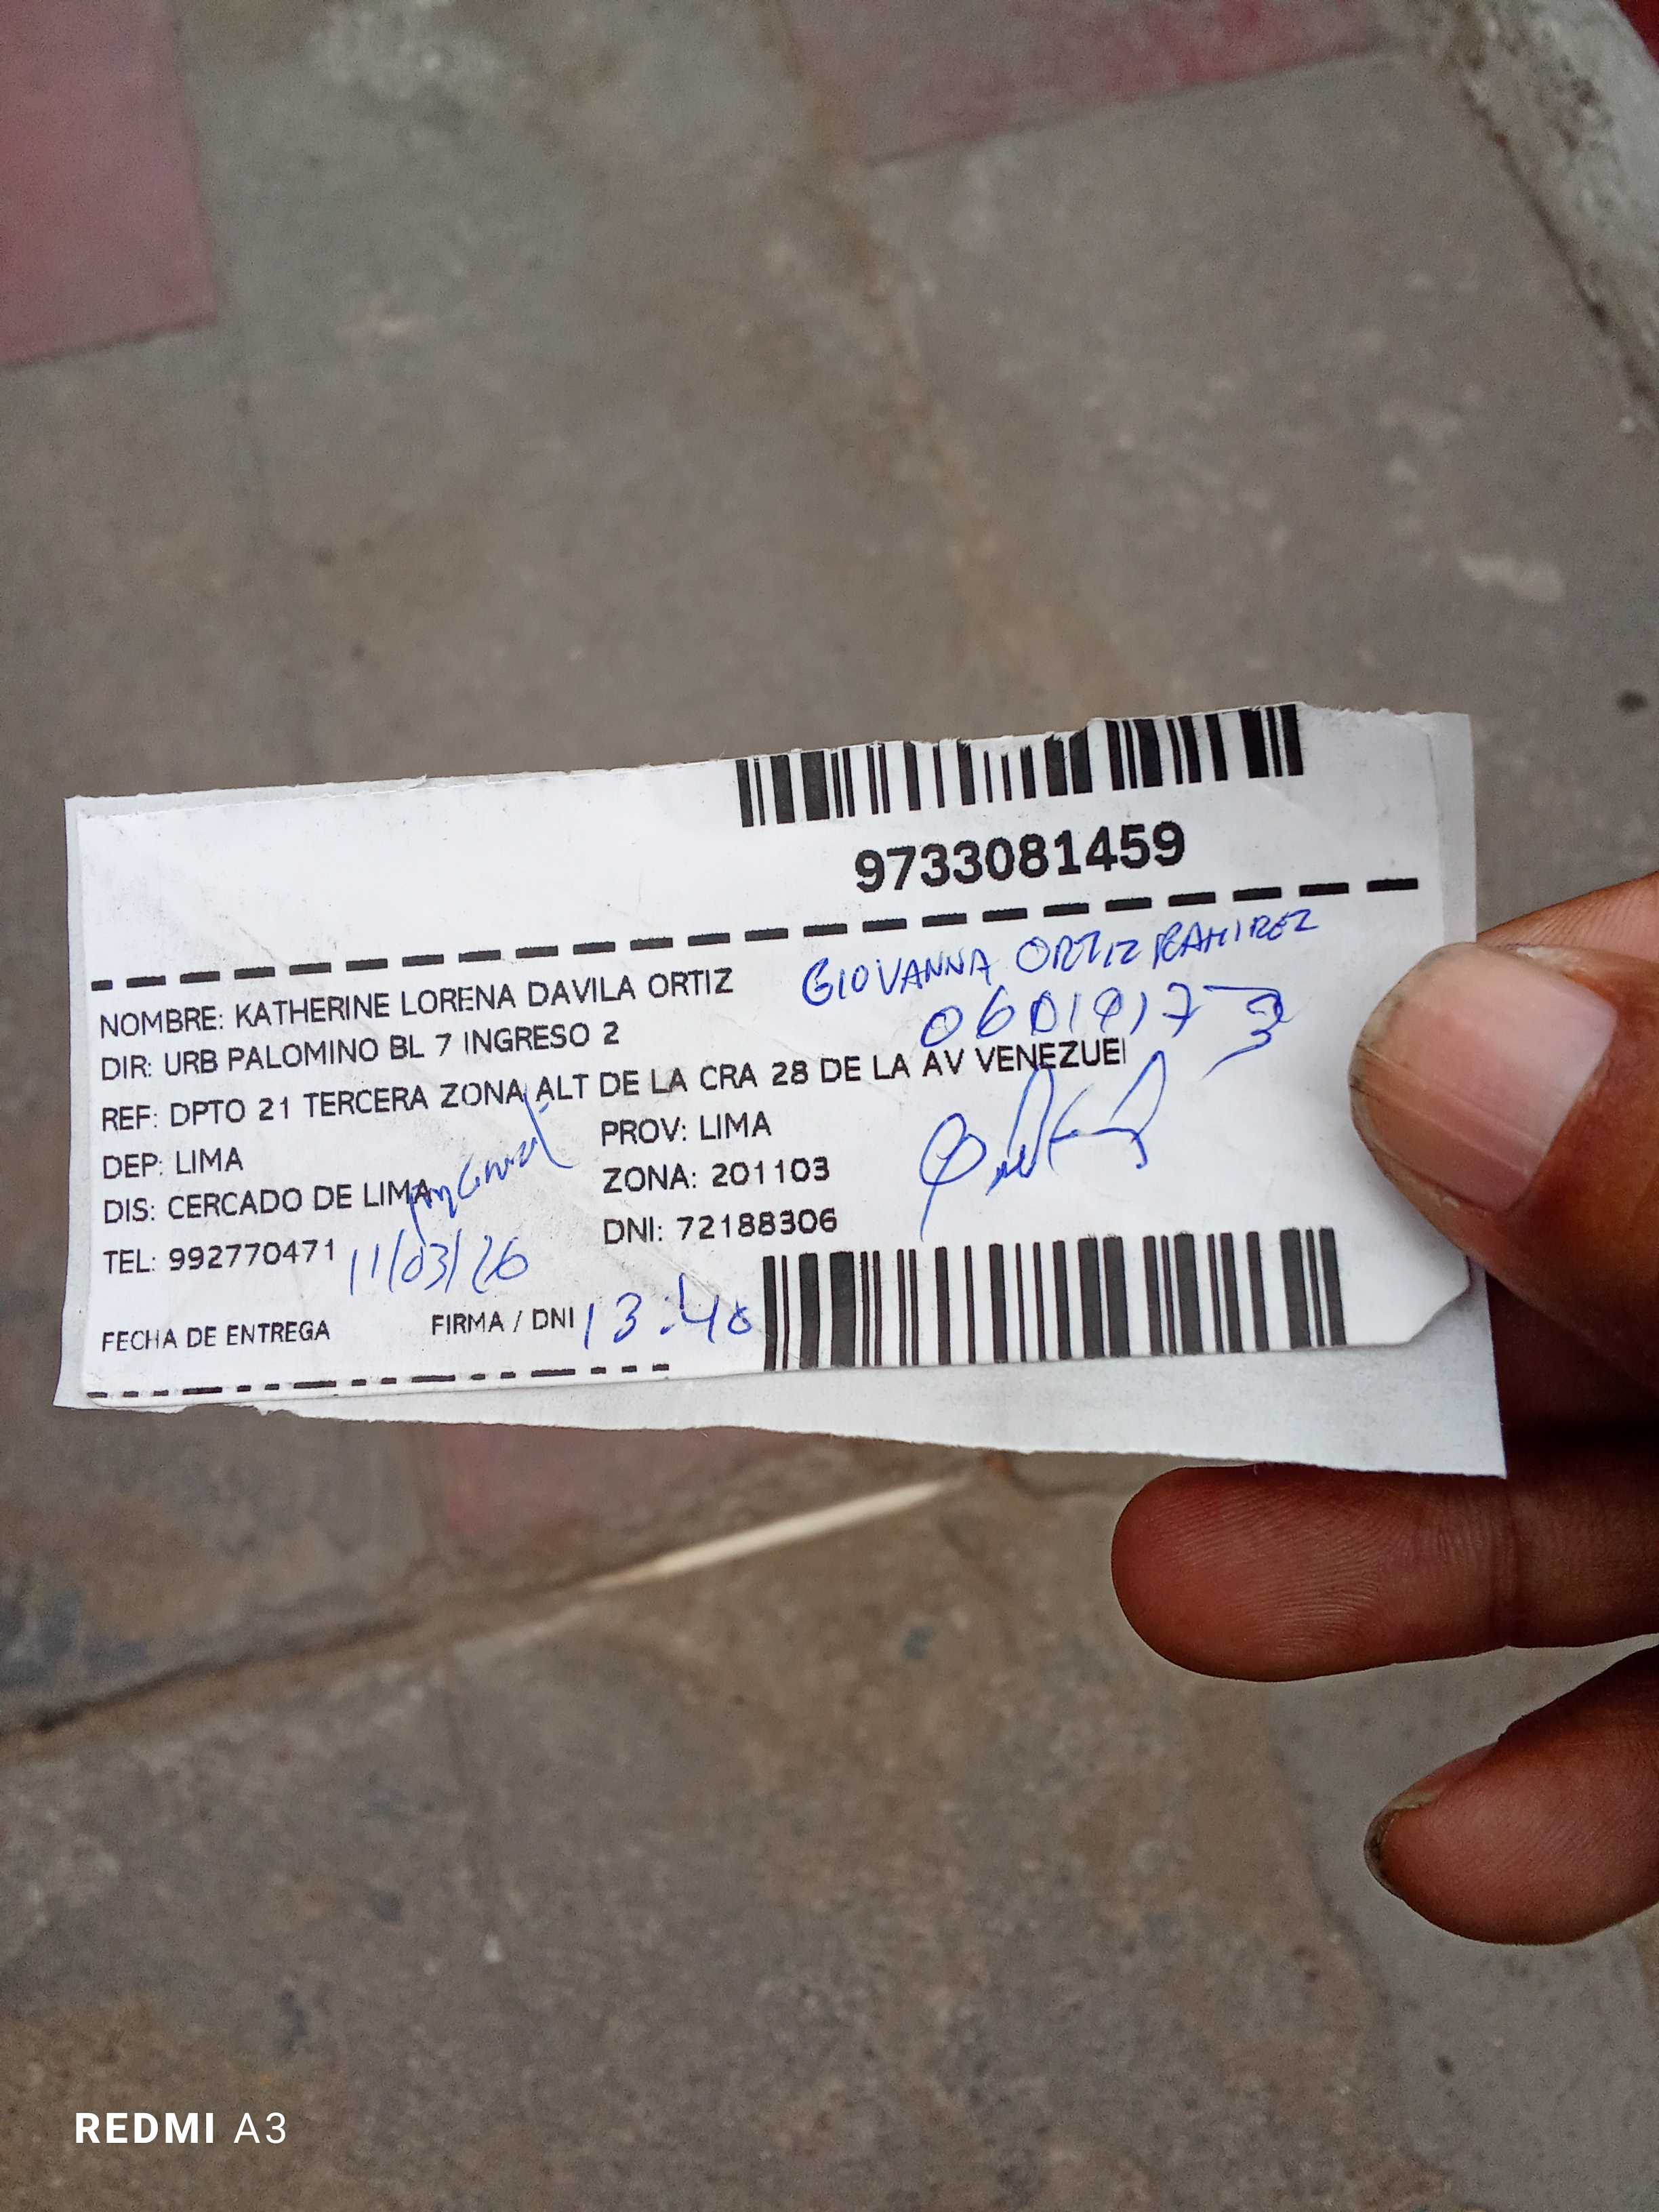 9733081459
NOMBRE: KATHERINE LORENA DAVILA ORTIZ
GIOVANNA ORTIZ RAMIREZ
DIR: URB PALOMINO BL 7 INGRESO 2
REF: DPTO 21 TERCERA ZONA ALT DE LA CRA 28 DE LA AV VENEZUEI
DEP: LIMA PROV: LIMA
DIS: CERCADO DE LIMA ZONA: 201103
TEL: 992770471 DNI: 72188306
11/03/26
FECHA DE ENTREGA FIRMA / DNI 13:40
REDMI A3